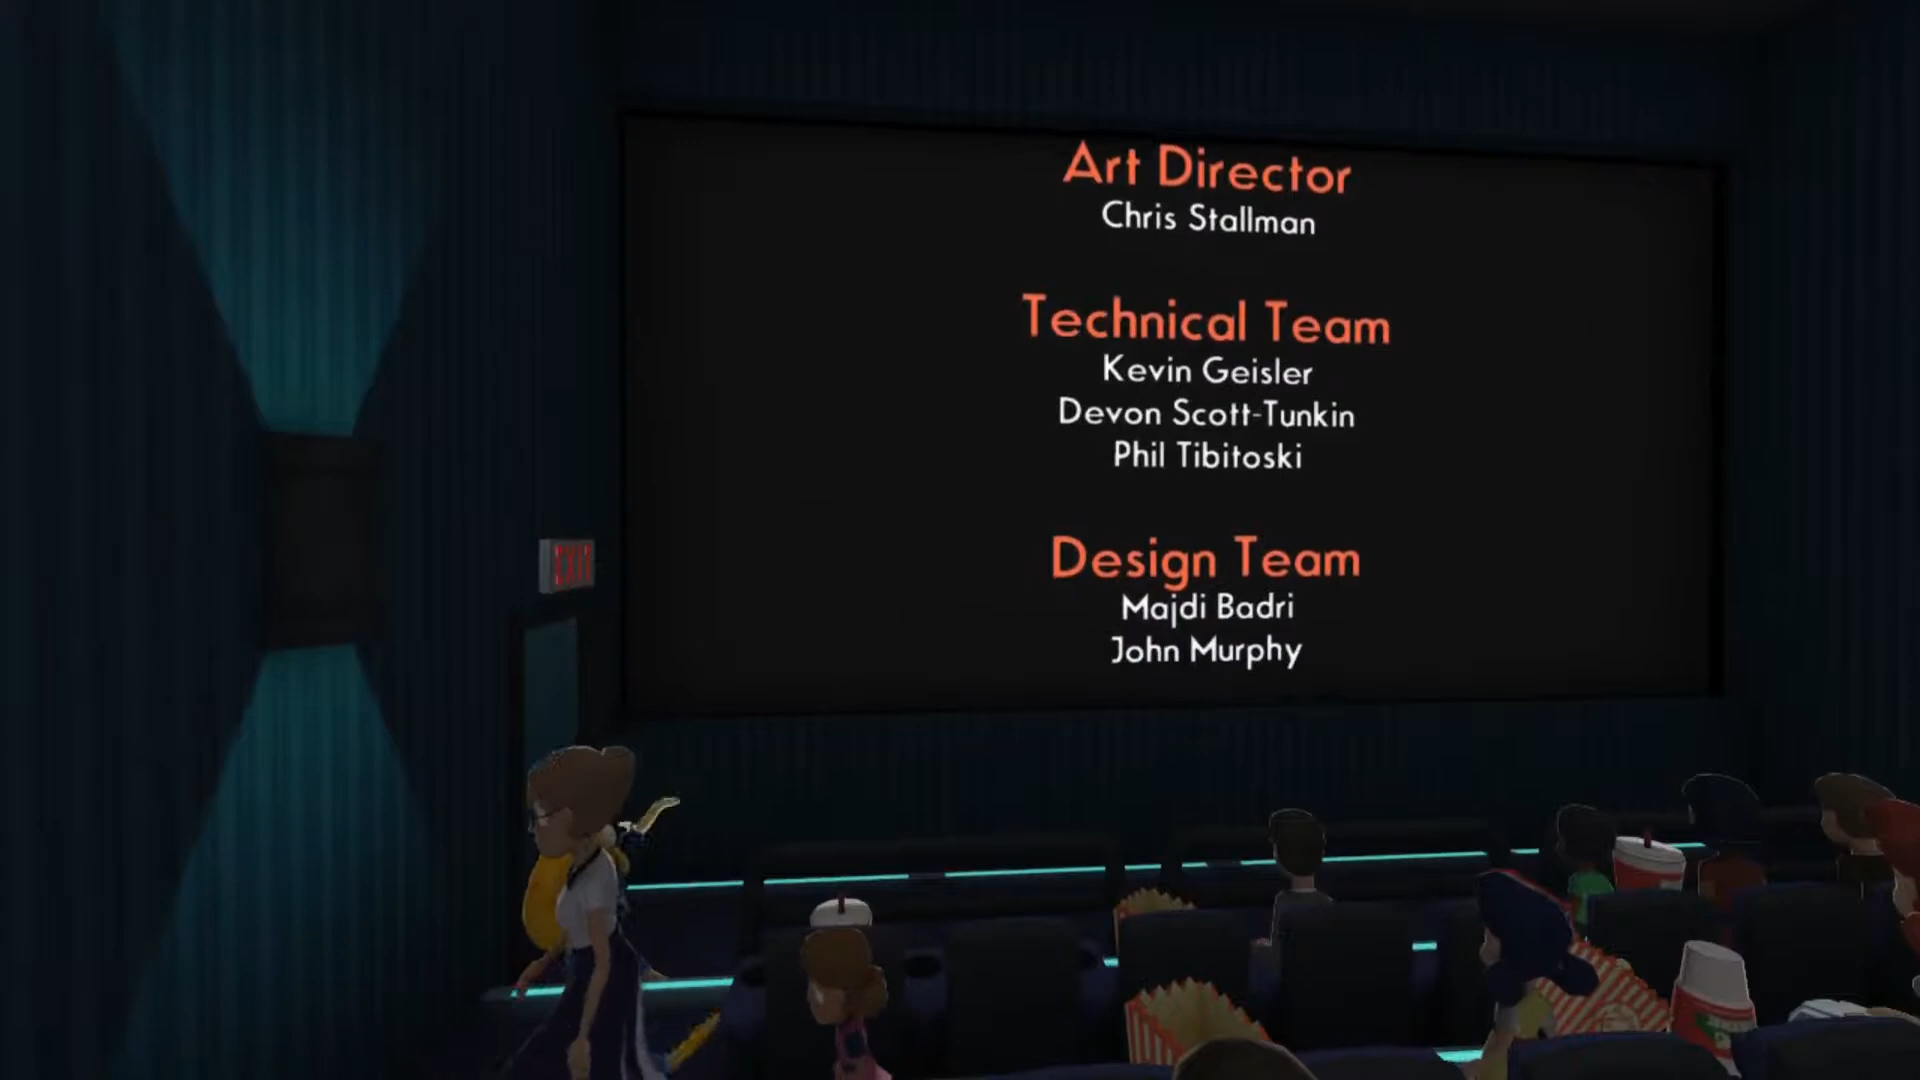 Art Director
Chris Stallman
Technical Team
Kevin Geisler
Devon Scott-Tunkin
Phil Tibitoski
Design Team
Majdi Badri
John Murphy
EXIT